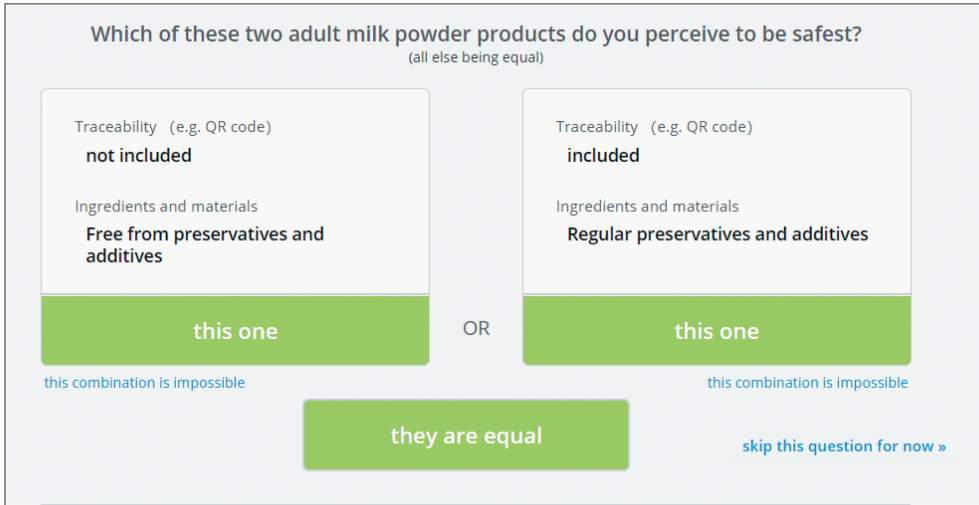 Which of these two adult milk powder products do you perceive to be safest?
(all else being equal)
Traceability (e.g. QR code)
not included
Ingredients and materials
Free from preservatives and
additives
this one
this combination is impossible
OR
Traceability (e.g. QR code)
included
Ingredients and materials
Regular preservatives and additives
this one
this combination is impossible
they are equal
skip this question for now »